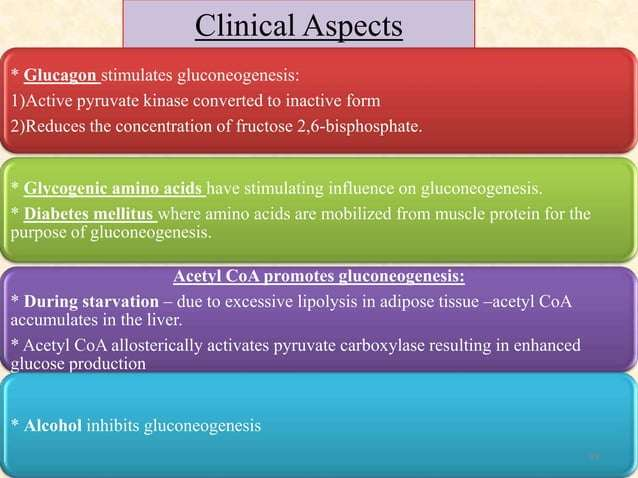 Clinical Aspects
* Glucagon stimulates gluconeogenesis:
1)Active pyruvate kinase converted to inactive form
2)Reduces the concentration of fructose 2,6-bisphosphate.
* Glycogenic amino acids have stimulating influence on gluconeogenesis.
* Diabetes mellitus where amino acids are mobilized from muscle protein for the
purpose of gluconeogenesis.
Acetyl CoA promotes gluconeogenesis:
* During starvation – due to excessive lipolysis in adipose tissue –acetyl CoA
accumulates in the liver.
* Acetyl CoA allosterically activates pyruvate carboxylase resulting in enhanced
glucose production
* Alcohol inhibits gluconeogenesis